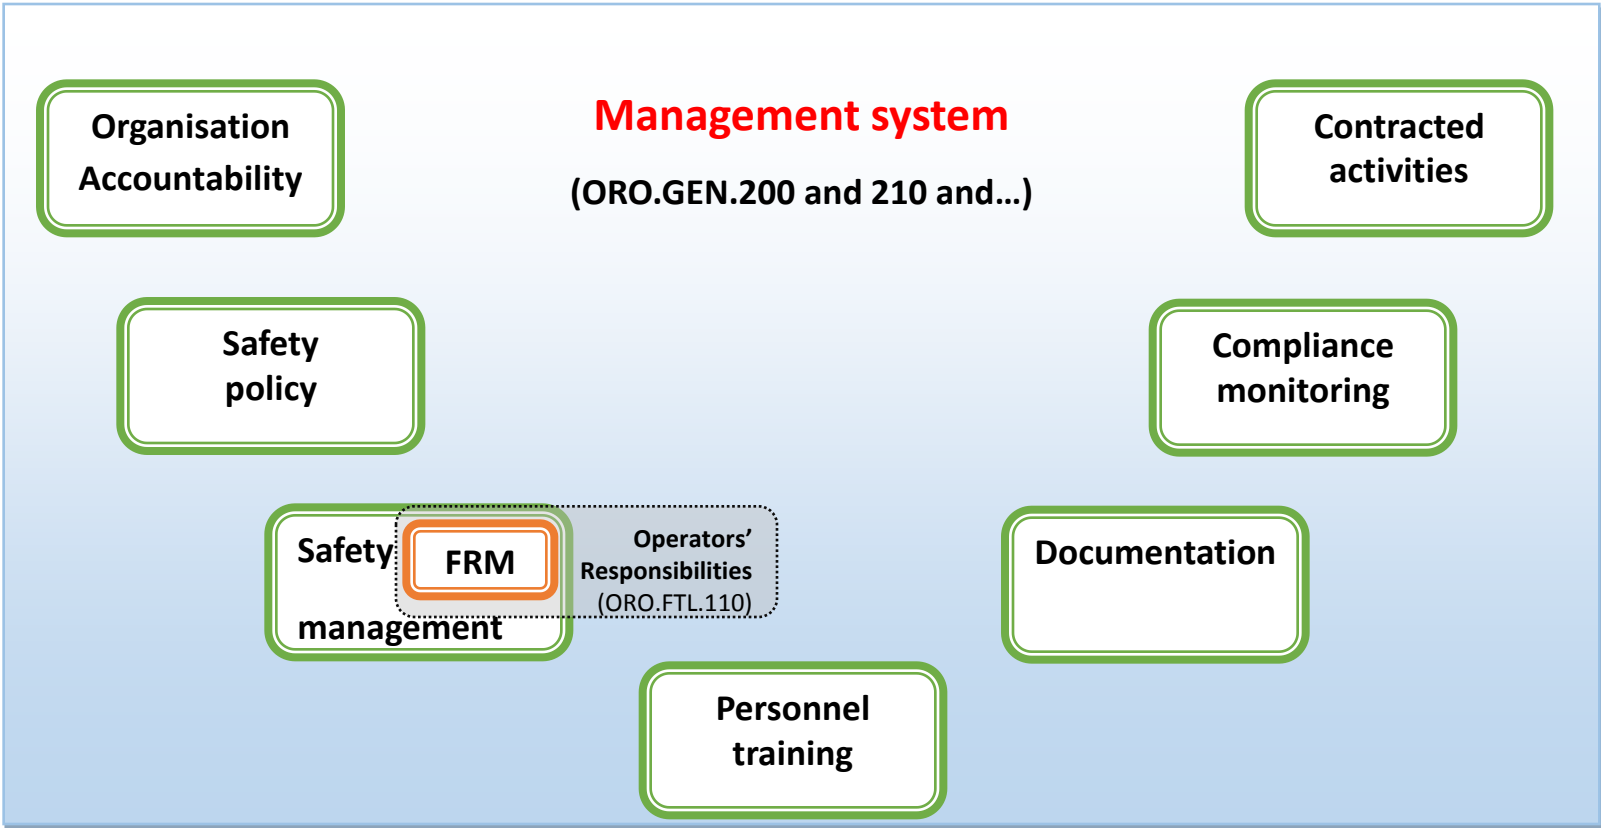 Organisation
Accountability
Management system
(ORO.GEN.200 and 210 and…)
Contracted
activities
Safety
policy
Compliance
monitoring
Safety
management
FRM
Operators’
Responsibilities
(ORO.FTL.110)
Documentation
Personnel
training